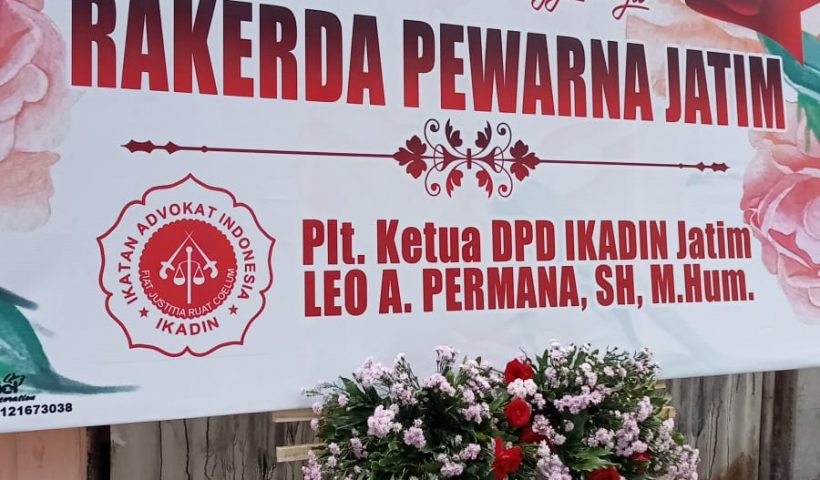 RAKERDA PEWARNA JATIM
IKATAN ADVOKAT INDONESIA
FIAT JUSTITIA RUAT COELUM
★ IKADIN ★
Plt. Ketua DPD IKADIN Jatim
LEO A. PERMANA, SH, M.Hum.
121673038